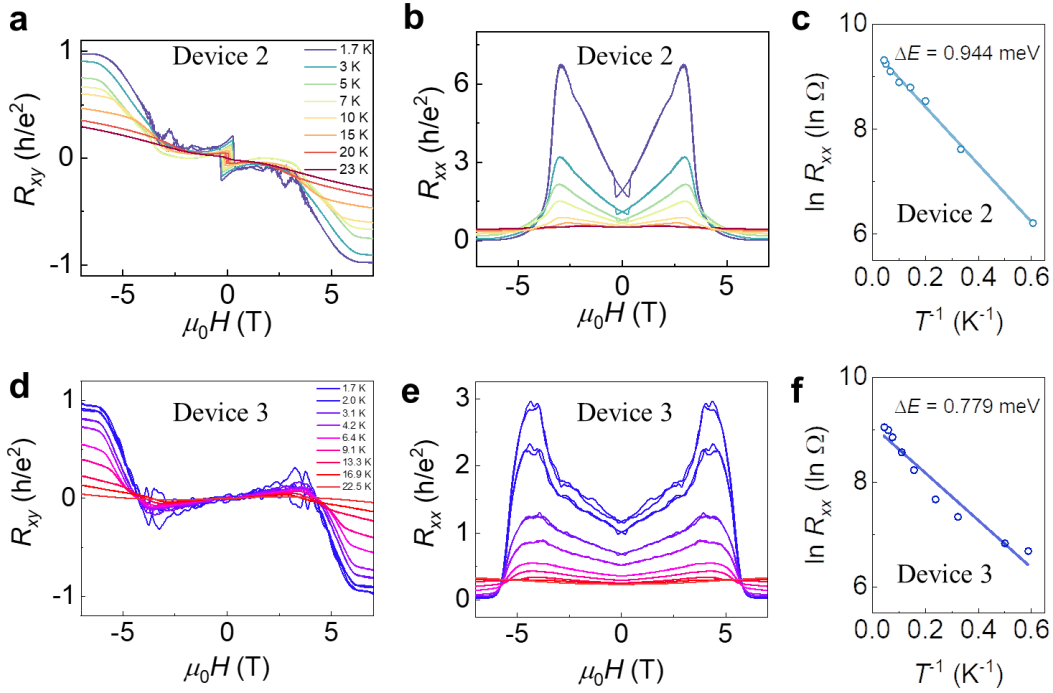 a
Device 2
1
0
-1
R_xy (h/e²)
-5
0
5
μ₀H (T)
1.7 K
3 K
5 K
7 K
10 K
15 K
20 K
23 K
b
Device 2
6
3
0
R_xx (h/e²)
-5
0
5
μ₀H (T)
c
ΔE = 0.944 meV
10
8
6
ln R_xx (ln Ω)
Device 2
0.0 0.2 0.4 0.6
T⁻¹ (K⁻¹)
d
Device 3
1
0
-1
R_xy (h/e²)
-5
0
5
μ₀H (T)
1.7 K
2.0 K
3.1 K
4.2 K
6.4 K
9.1 K
13.3 K
16.9 K
22.5 K
e
Device 3
3
2
1
0
R_xx (h/e²)
-5
0
5
μ₀H (T)
f
ΔE = 0.779 meV
10
8
6
ln R_xx (ln Ω)
Device 3
0.0 0.2 0.4 0.6
T⁻¹ (K⁻¹)